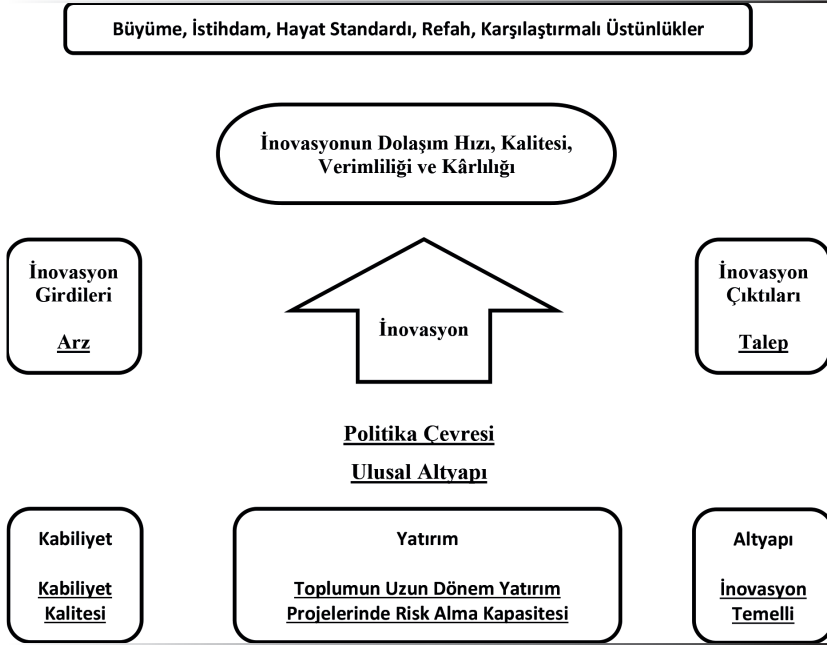 Büyüme, İstihdam, Hayat Standardı, Refah, Karşılaştırmalı Üstünlükler
İnovasyonun Dolaşım Hızı, Kalitesi,
Verimliliği ve Kârlılığı
İnovasyon
Girdileri
Arz
İnovasyon
İnovasyon
Çıktıları
Talep
Politika Çevresi
Ulusal Altyapı
Kabiliyet
Kabiliyet
Kalitesi
Yatırım
Toplumun Uzun Dönem Yatırım
Projelerinde Risk Alma Kapasitesi
Altyapı
İnovasyon
Temelli